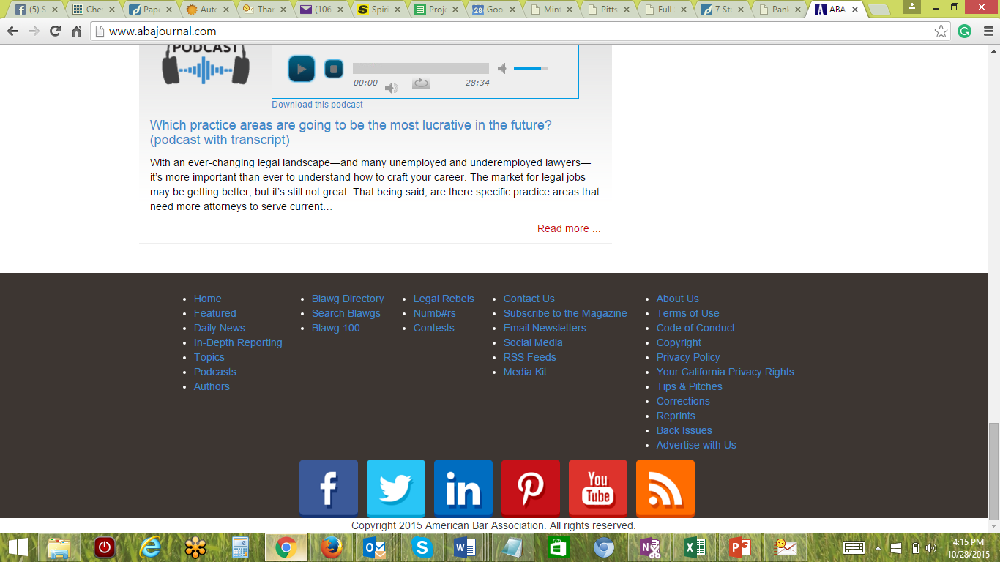 (5) S
Che
Pap
Auto
Than
(106
Spiri
Proj
Goo
Mint
Pitts
Full
7 Ste
Pank
ABA
www.abajournal.com
PODCAST
00:00
28:34
Download this podcast
Which practice areas are going to be the most lucrative in the future?
(podcast with transcript)
With an ever-changing legal landscape—and many unemployed and underemployed lawyers—
it’s more important than ever to understand how to craft your career. The market for legal jobs
may be getting better, but it’s still not great. That being said, are there specific practice areas that
need more attorneys to serve current…
Read more ...
Home
Featured
Daily News
In-Depth Reporting
Topics
Podcasts
Authors
Blawg Directory
Search Blawgs
Blawg 100
Legal Rebels
Numb#rs
Contests
Contact Us
Subscribe to the Magazine
Email Newsletters
Social Media
RSS Feeds
Media Kit
About Us
Terms of Use
Code of Conduct
Copyright
Privacy Policy
Your California Privacy Rights
Tips & Pitches
Corrections
Reprints
Back Issues
Advertise with Us
You
Tube
Copyright 2015 American Bar Association. All rights reserved.
4:15 PM
10/28/2015